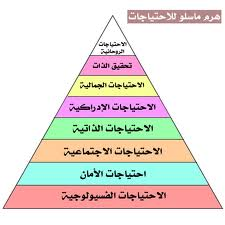 هرم ماسلو للاحتياجات
الاحتياجات
الروحانية
تحقيق الذات
الاحتياجات الجمالية
الاحتياجات الإدراكية
الاحتياجات الذاتية
الاحتياجات الاجتماعية
احتياجات الأمان
الاحتياجات الفسيولوجية